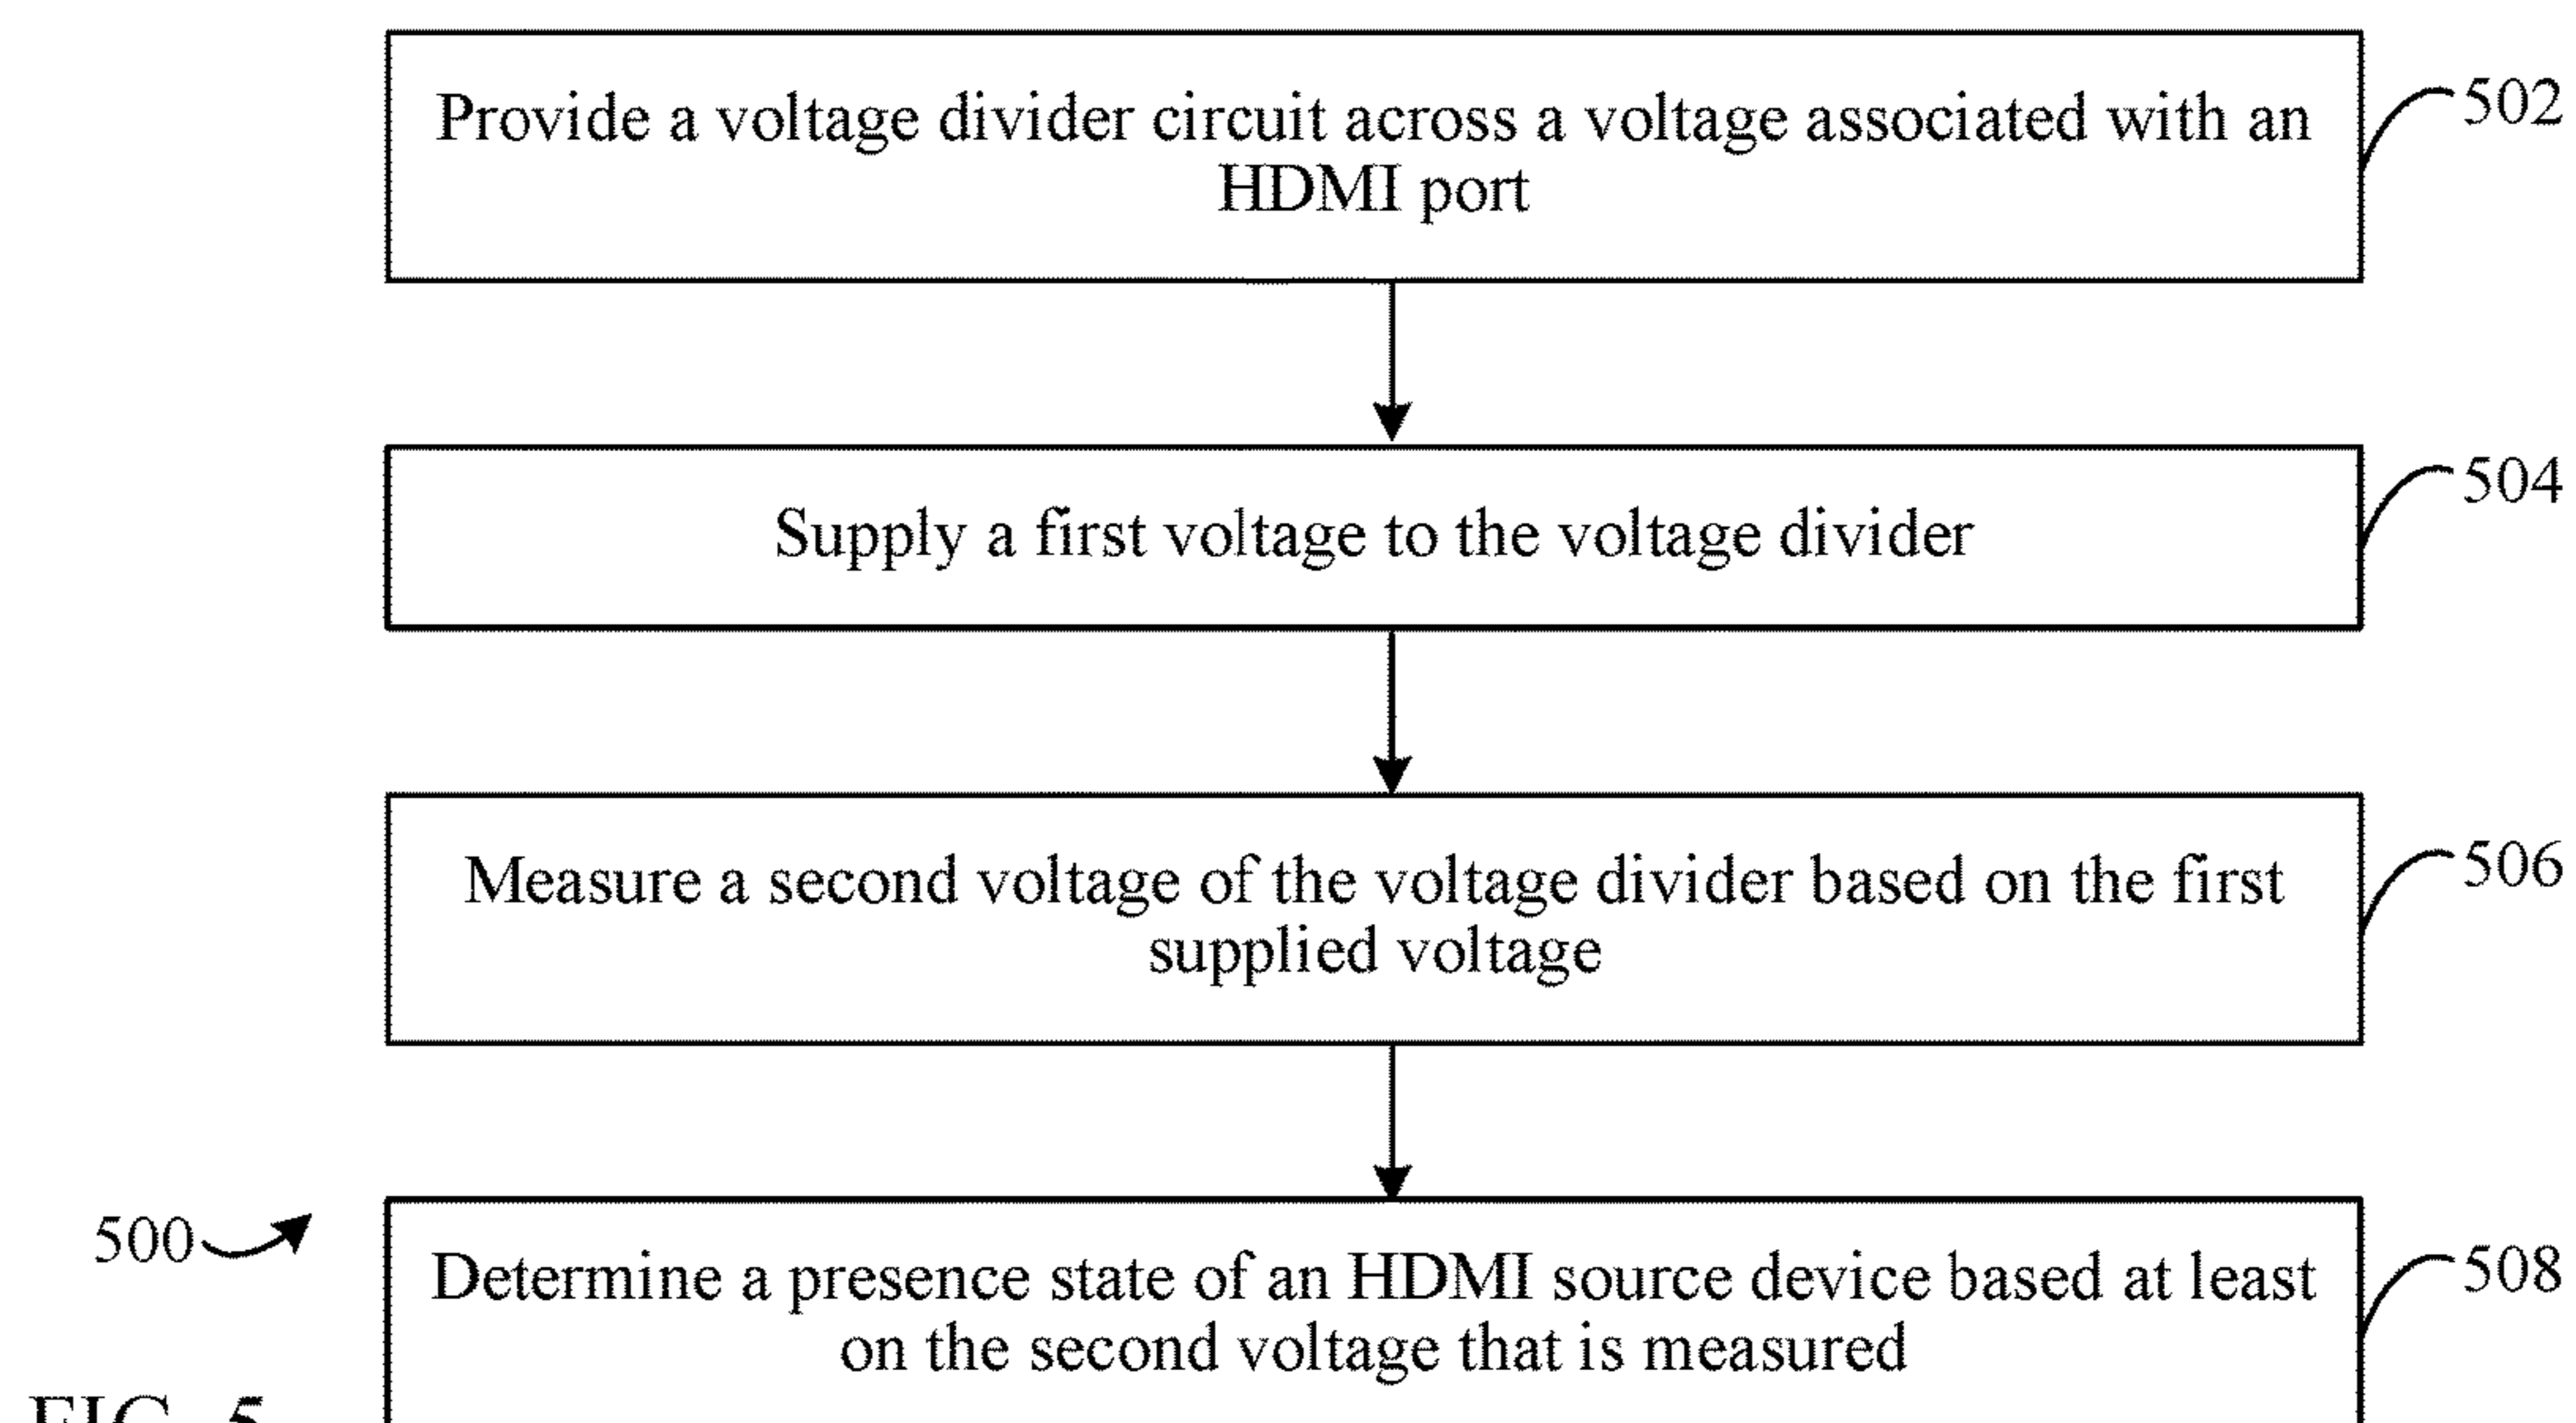 Provide a voltage divider circuit across a voltage associated with an
HDMI port
502
Supply a first voltage to the voltage divider
504
Measure a second voltage of the voltage divider based on the first
supplied voltage
506
500
Determine a presence state of an HDMI source device based at least
on the second voltage that is measured
508
FIG. 5